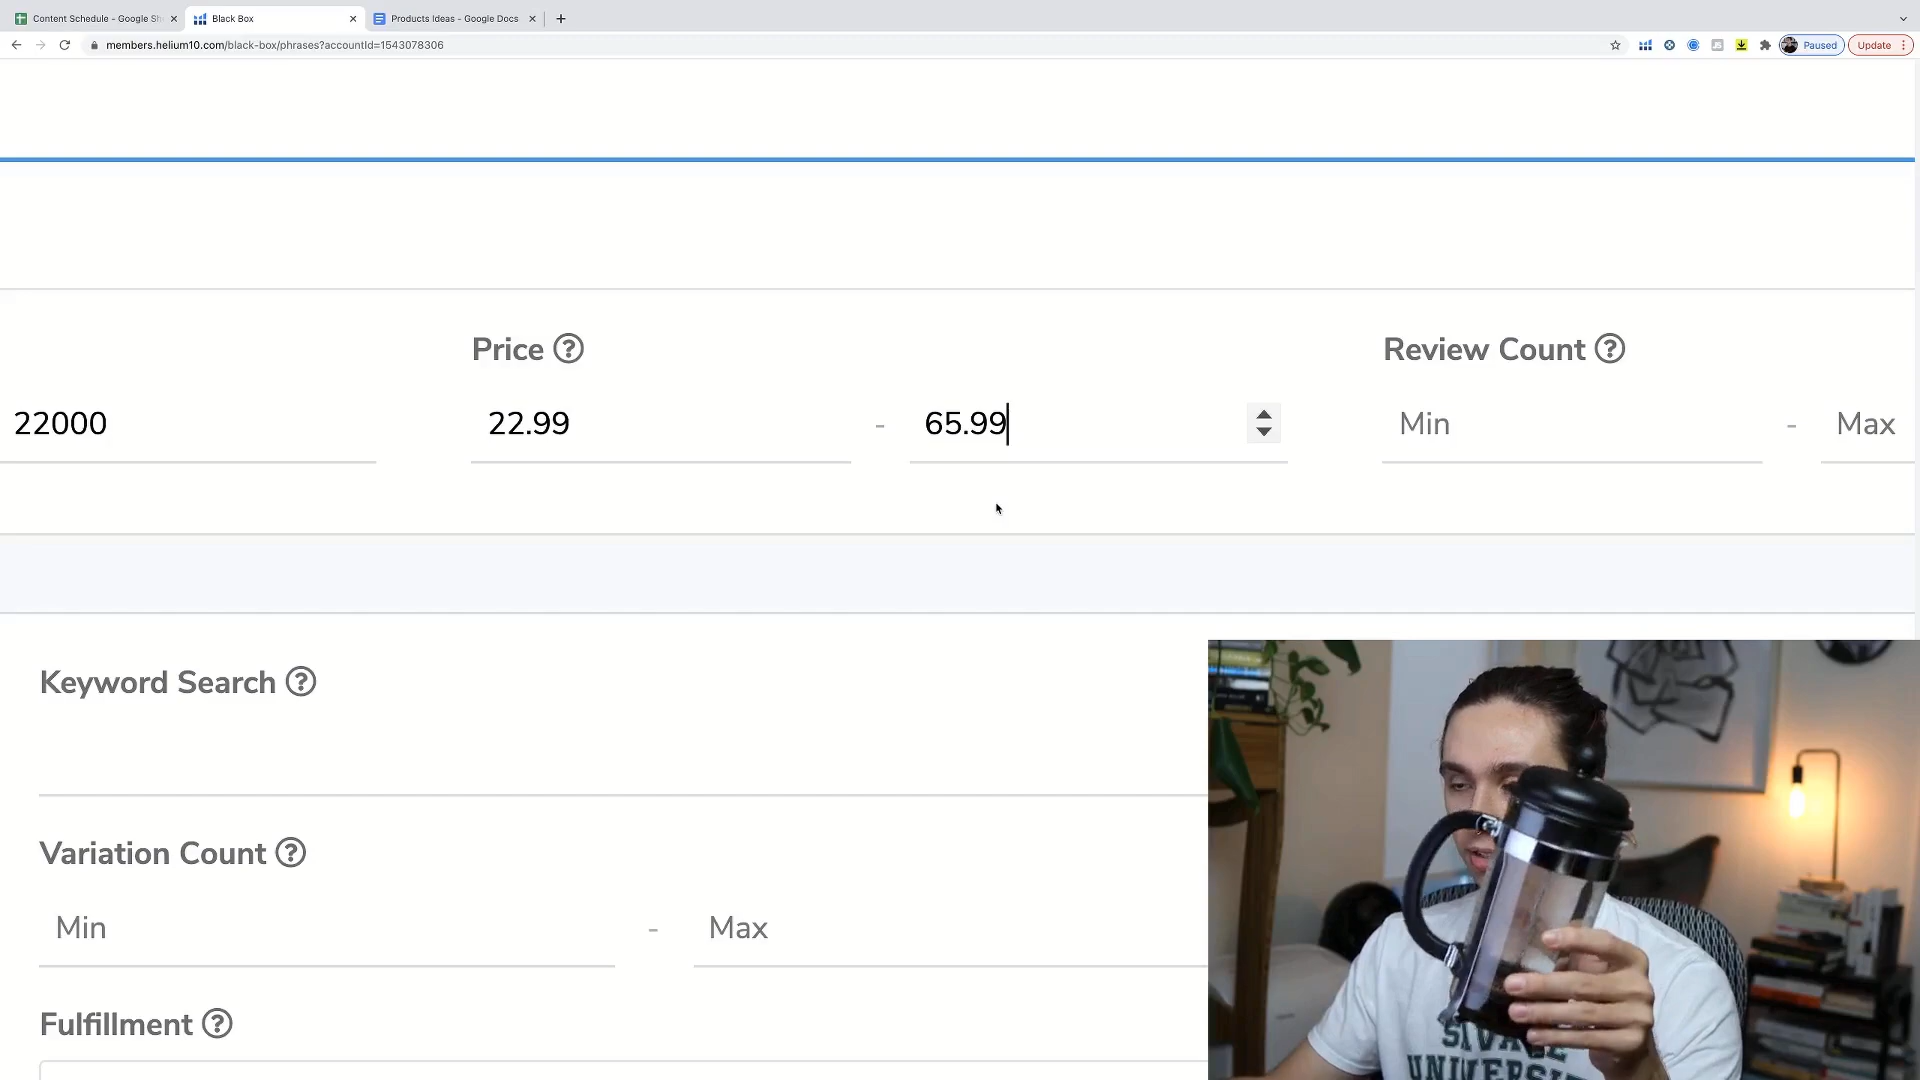 Content Schedule - Google Sh
Black Box
Products Ideas - Google Docs
members.helium10.com/black-box/phrases?accountId=1543078306
Paused
Update
Price
Review Count
22000
22.99
-
65.99
Min
-
Max
Keyword Search
Variation Count
Min
-
Max
Fulfillment
UNIVERSIT